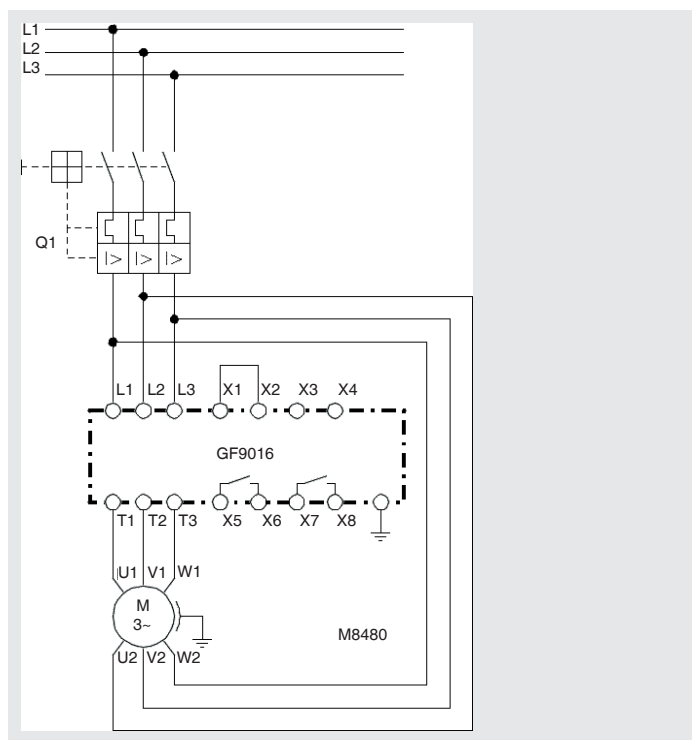 L1
L2
L3
Q1
I> I> I>
L1 L2 L3 X1 X2 X3 X4
GF9016
T1 T2 T3 X5 X6 X7 X8
U1 V1 W1
M
3~
M8480
U2 V2 W2